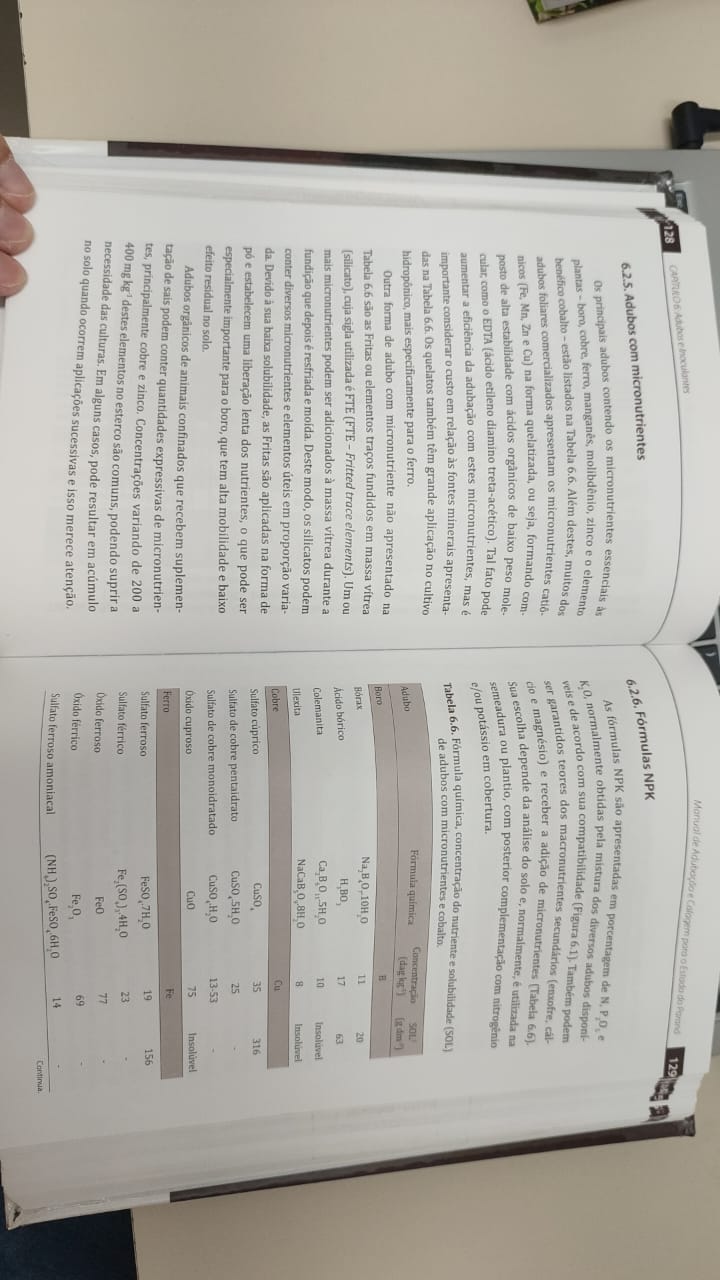 128
CAPÍTULO 6: Adubos e Inoculantes
6.2.5. Adubos com micronutrientes
Os principais adubos contendo os micronutrientes essenciais às
plantas – boro, cobre, ferro, manganês, molibdênio, zinco e o elemento
benéfico cobalto – estão listados na Tabela 6.6. Além destes, muitos dos
adubos foliares comercializados apresentam os micronutrientes catiô-
nicos (Fe, Mn, Zn e Cu) na forma quelatizada, ou seja, formando com-
posto de alta estabilidade com ácidos orgânicos de baixo peso mole-
cular, como o EDTA (ácido etileno diamino treta-acético). Tal fato pode
aumentar a eficiência da adubação com estes micronutrientes, mas é
importante considerar o custo em relação às fontes minerais apresenta-
das na Tabela 6.6. Os quelatos também têm grande aplicação no cultivo
hidropônico, mais especificamente para o ferro.
Outra forma de adubo com micronutriente não apresentado na
Tabela 6.6 são as Fritas ou elementos traços fundidos em massa vítrea
(silicato), cuja sigla utilizada é FTE (FTE – Fritted trace elements). Um ou
mais micronutrientes podem ser adicionados à massa vítrea durante a
fundição que depois é resfriada e moída. Deste modo, os silicatos podem
conter diversos micronutrientes e elementos úteis em proporção varia-
da. Devido à sua baixa solubilidade, as Fritas são aplicadas na forma de
pó e estabelecem uma liberação lenta dos nutrientes, o que pode ser
especialmente importante para o boro, que tem alta mobilidade e baixo
efeito residual no solo.
Adubos orgânicos de animais confinados que recebem suplemen-
tação de sais podem conter quantidades expressivas de micronutrien-
tes, principalmente cobre e zinco. Concentrações variando de 200 a
400 mg kg⁻¹ destes elementos no esterco são comuns, podendo suprir a
necessidade das culturas. Em alguns casos, pode resultar em acúmulo
no solo quando ocorrem aplicações sucessivas e isso merece atenção.
Manual de Adubação e Calagem para o Estado do Paraná
129
6.2.6. Fórmulas NPK
As fórmulas NPK são apresentadas em porcentagem de N, P₂O₅ e
K₂O, normalmente obtidas pela mistura dos diversos adubos disponí-
veis e de acordo com sua compatibilidade (Figura 6.1). Também podem
ser garantidos teores dos macronutrientes secundários (enxofre, cál-
cio e magnésio) e receber a adição de micronutrientes (Tabela 6.6).
Sua escolha depende da análise do solo e, normalmente, é utilizada na
semeadura ou plantio, com posterior complementação com nitrogênio
e/ou potássio em cobertura.
Tabela 6.6. Fórmula química, concentração do nutriente e solubilidade (SOL)
de adubos com micronutrientes e cobalto.
Adubo Fórmula química Concentração (dag kg⁻¹) SOL. (g dm⁻³)
Boro B
Bórax Na₂B₄O₇.10H₂O 11 20
Ácido bórico H₃BO₃ 17 63
Colemanita Ca₂B₆O₁₁.5H₂O 10 Insolúvel
Ulexita NaCaB₅O₉.8H₂O 8 Insolúvel
Cobre Cu
Sulfato cúprico CuSO₄ 35 316
Sulfato de cobre pentaidrato CuSO₄.5H₂O 25 -
Sulfato de cobre monoidratado CuSO₄.H₂O 13-53 -
Óxido cuproso CuO 75 Insolúvel
Ferro Fe
Sulfato ferroso FeSO₄.7H₂O 19 156
Sulfato férrico Fe₂(SO₄)₃.4H₂O 23 -
Óxido ferroso FeO 77 -
Óxido férrico Fe₂O₃ 69 -
Sulfato ferroso amoniacal (NH₄)₂SO₄FeSO₄.6H₂O 14 -
Continua.